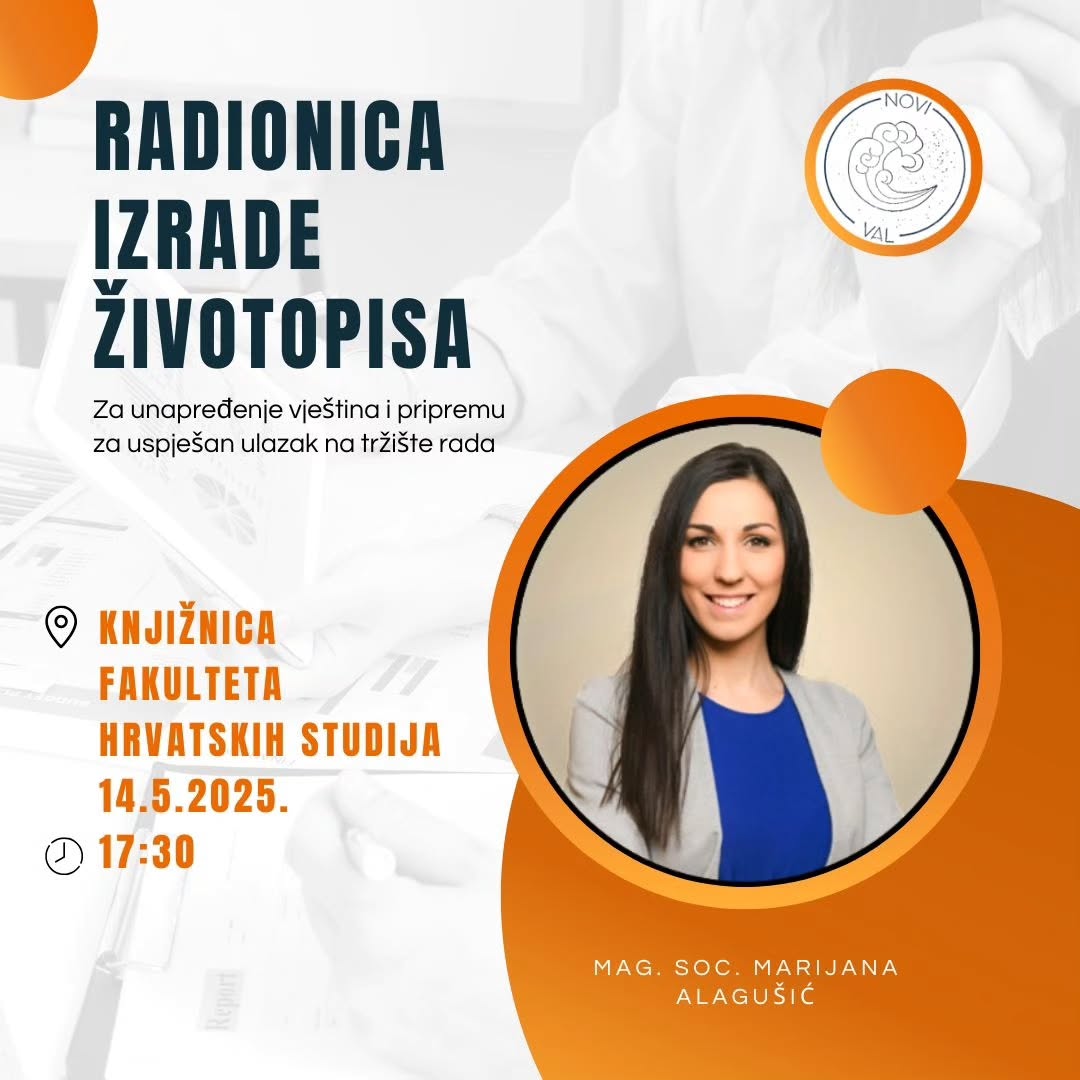 RADIONICA
IZRADE
ŽIVOTOPISA
Za unapređenje vještina i pripremu
za uspješan ulazak na tržište rada
NOVI
VAL
KNJIŽNICA
FAKULTETA
HRVATSKIH STUDIJA
14.5.2025.
17:30
MAG. SOC. MARIJANA
ALAGUŠIĆ
Report